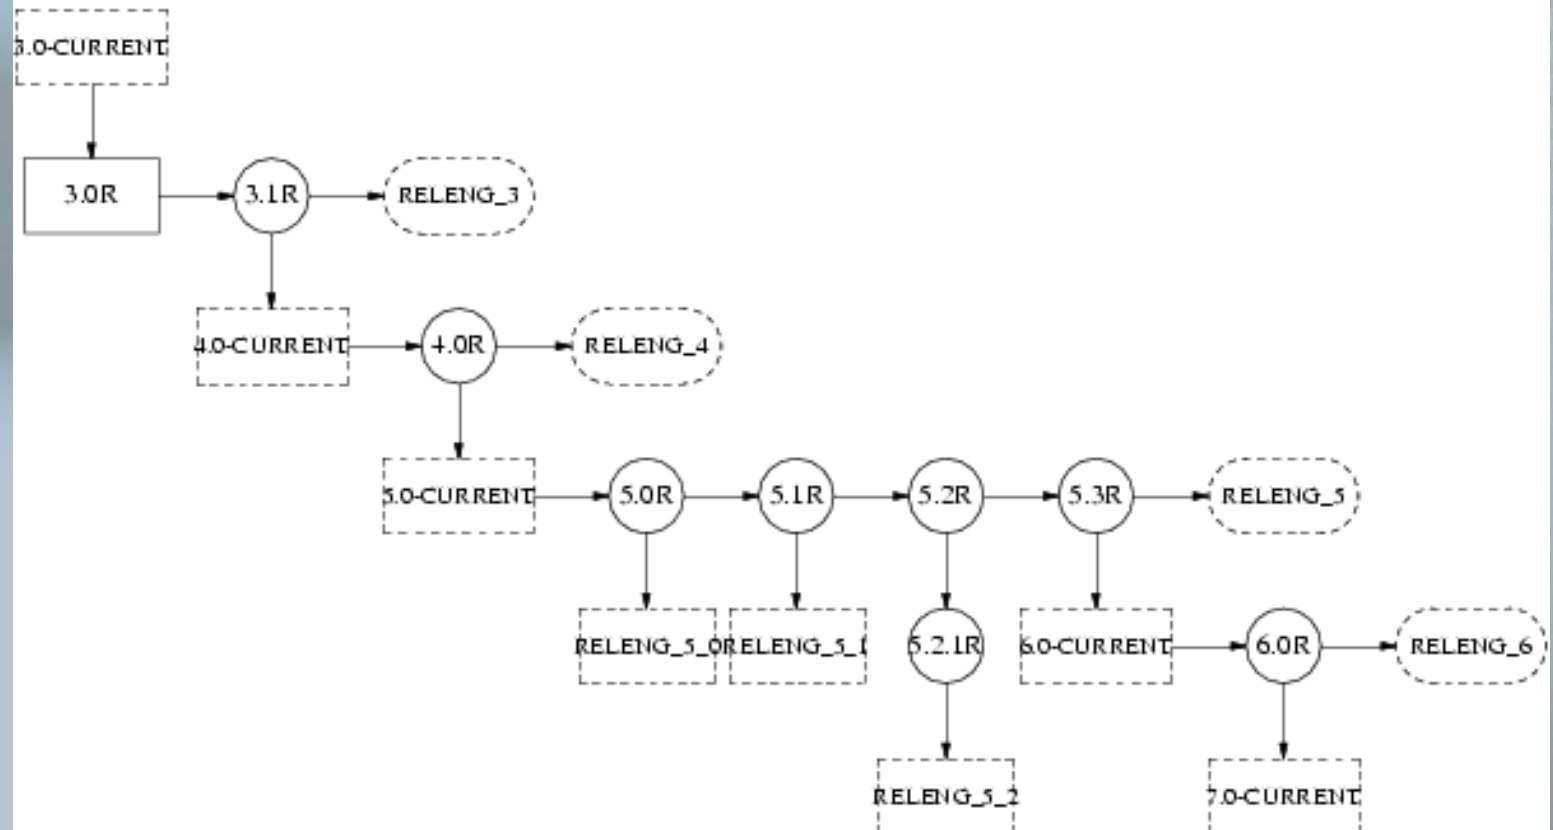 3.0-CURRENT
3.0R
3.1R
RELENG_3
4.0-CURRENT
4.0R
RELENG_4
5.0-CURRENT
5.0R
5.1R
5.2R
5.3R
RELENG_5
RELENG_5_0
RELENG_5_1
5.2.1R
6.0-CURRENT
6.0R
RELENG_6
RELENG_5_2
7.0-CURRENT